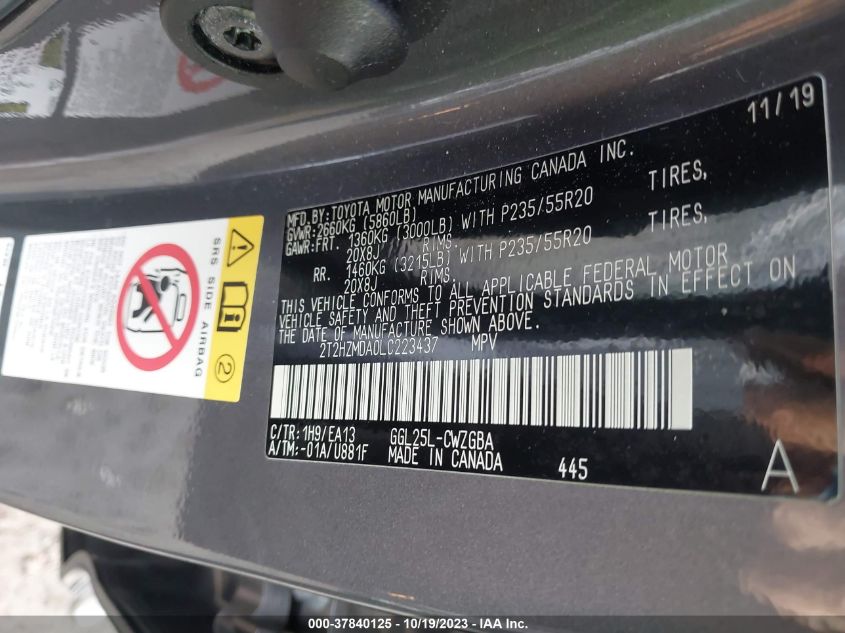 11/19
MFD.BY:TOYOTA MOTOR MANUFACTURING CANADA INC.
GVWR:2660KG (5860LB)
GAWR:FRT. 1360KG (3000LB) WITH P235/55R20 TIRES,
20X8J RIMS.
RR. 1460KG (3215LB) WITH P235/55R20 TIRES,
20X8J RIMS.
THIS VEHICLE CONFORMS TO ALL APPLICABLE FEDERAL MOTOR
VEHICLE SAFETY AND THEFT PREVENTION STANDARDS IN EFFECT ON
THE DATE OF MANUFACTURE SHOWN ABOVE.
2T2HZMDA0LC223437 MPV
C/TR: 1H9/EA13 GGL25L-CWZGBA
A/TM:-01A/U881F MADE IN CANADA 445 A
SRS SIDE AIRBAG
2
000-37840125 - 10/19/2023 - IAA Inc.